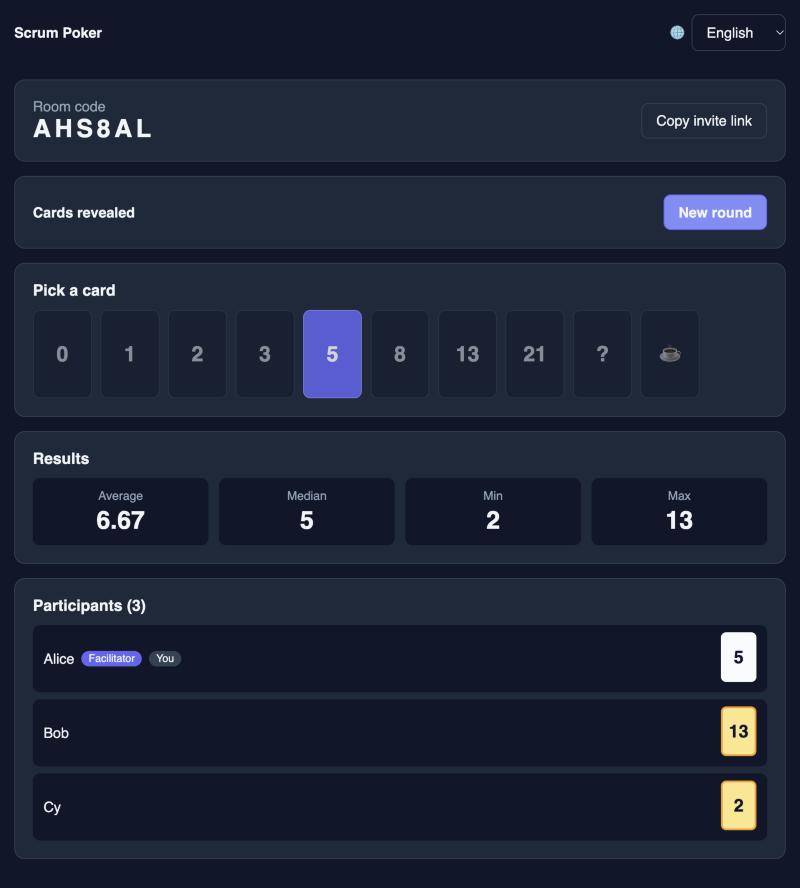 Scrum Poker
English
Room code
AHS8AL
Copy invite link
Cards revealed
New round
Pick a card
0 1 2 3 5 8 13 21 ?
Results
Average Median Min Max
6.67 5 2 13
Participants (3)
Alice Facilitator You 5
Bob 13
Cy 2